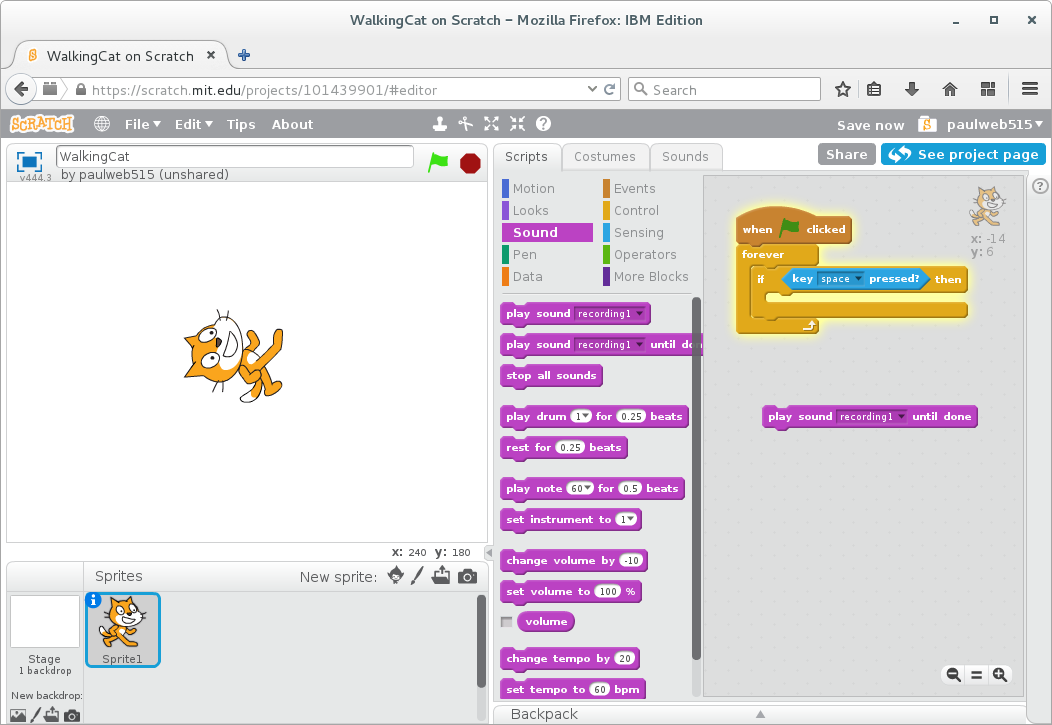 WalkingCat on Scratch – Mozilla Firefox: IBM Edition
WalkingCat on Scratch
https://scratch.mit.edu/projects/101439901/#editor
Search
SCRATCH File Edit Tips About
Save now paulweb515
WalkingCat
by paulweb515 (unshared)
v444.3
Scripts Costumes Sounds
Share See project page
Motion Events
Looks Control
Sound Sensing
Pen Operators
Data More Blocks
play sound recording1
play sound recording1 until don
stop all sounds
play drum 1 for 0.25 beats
rest for 0.25 beats
play note 60 for 0.5 beats
set instrument to 1
change volume by -10
set volume to 100 %
volume
change tempo by 20
set tempo to 60 bpm
when clicked
forever
if key space pressed? then
play sound recording1 until done
x: -14
y: 6
x: 240 y: 180
Sprites New sprite:
Sprite1
Stage
1 backdrop
New backdrop:
Backpack